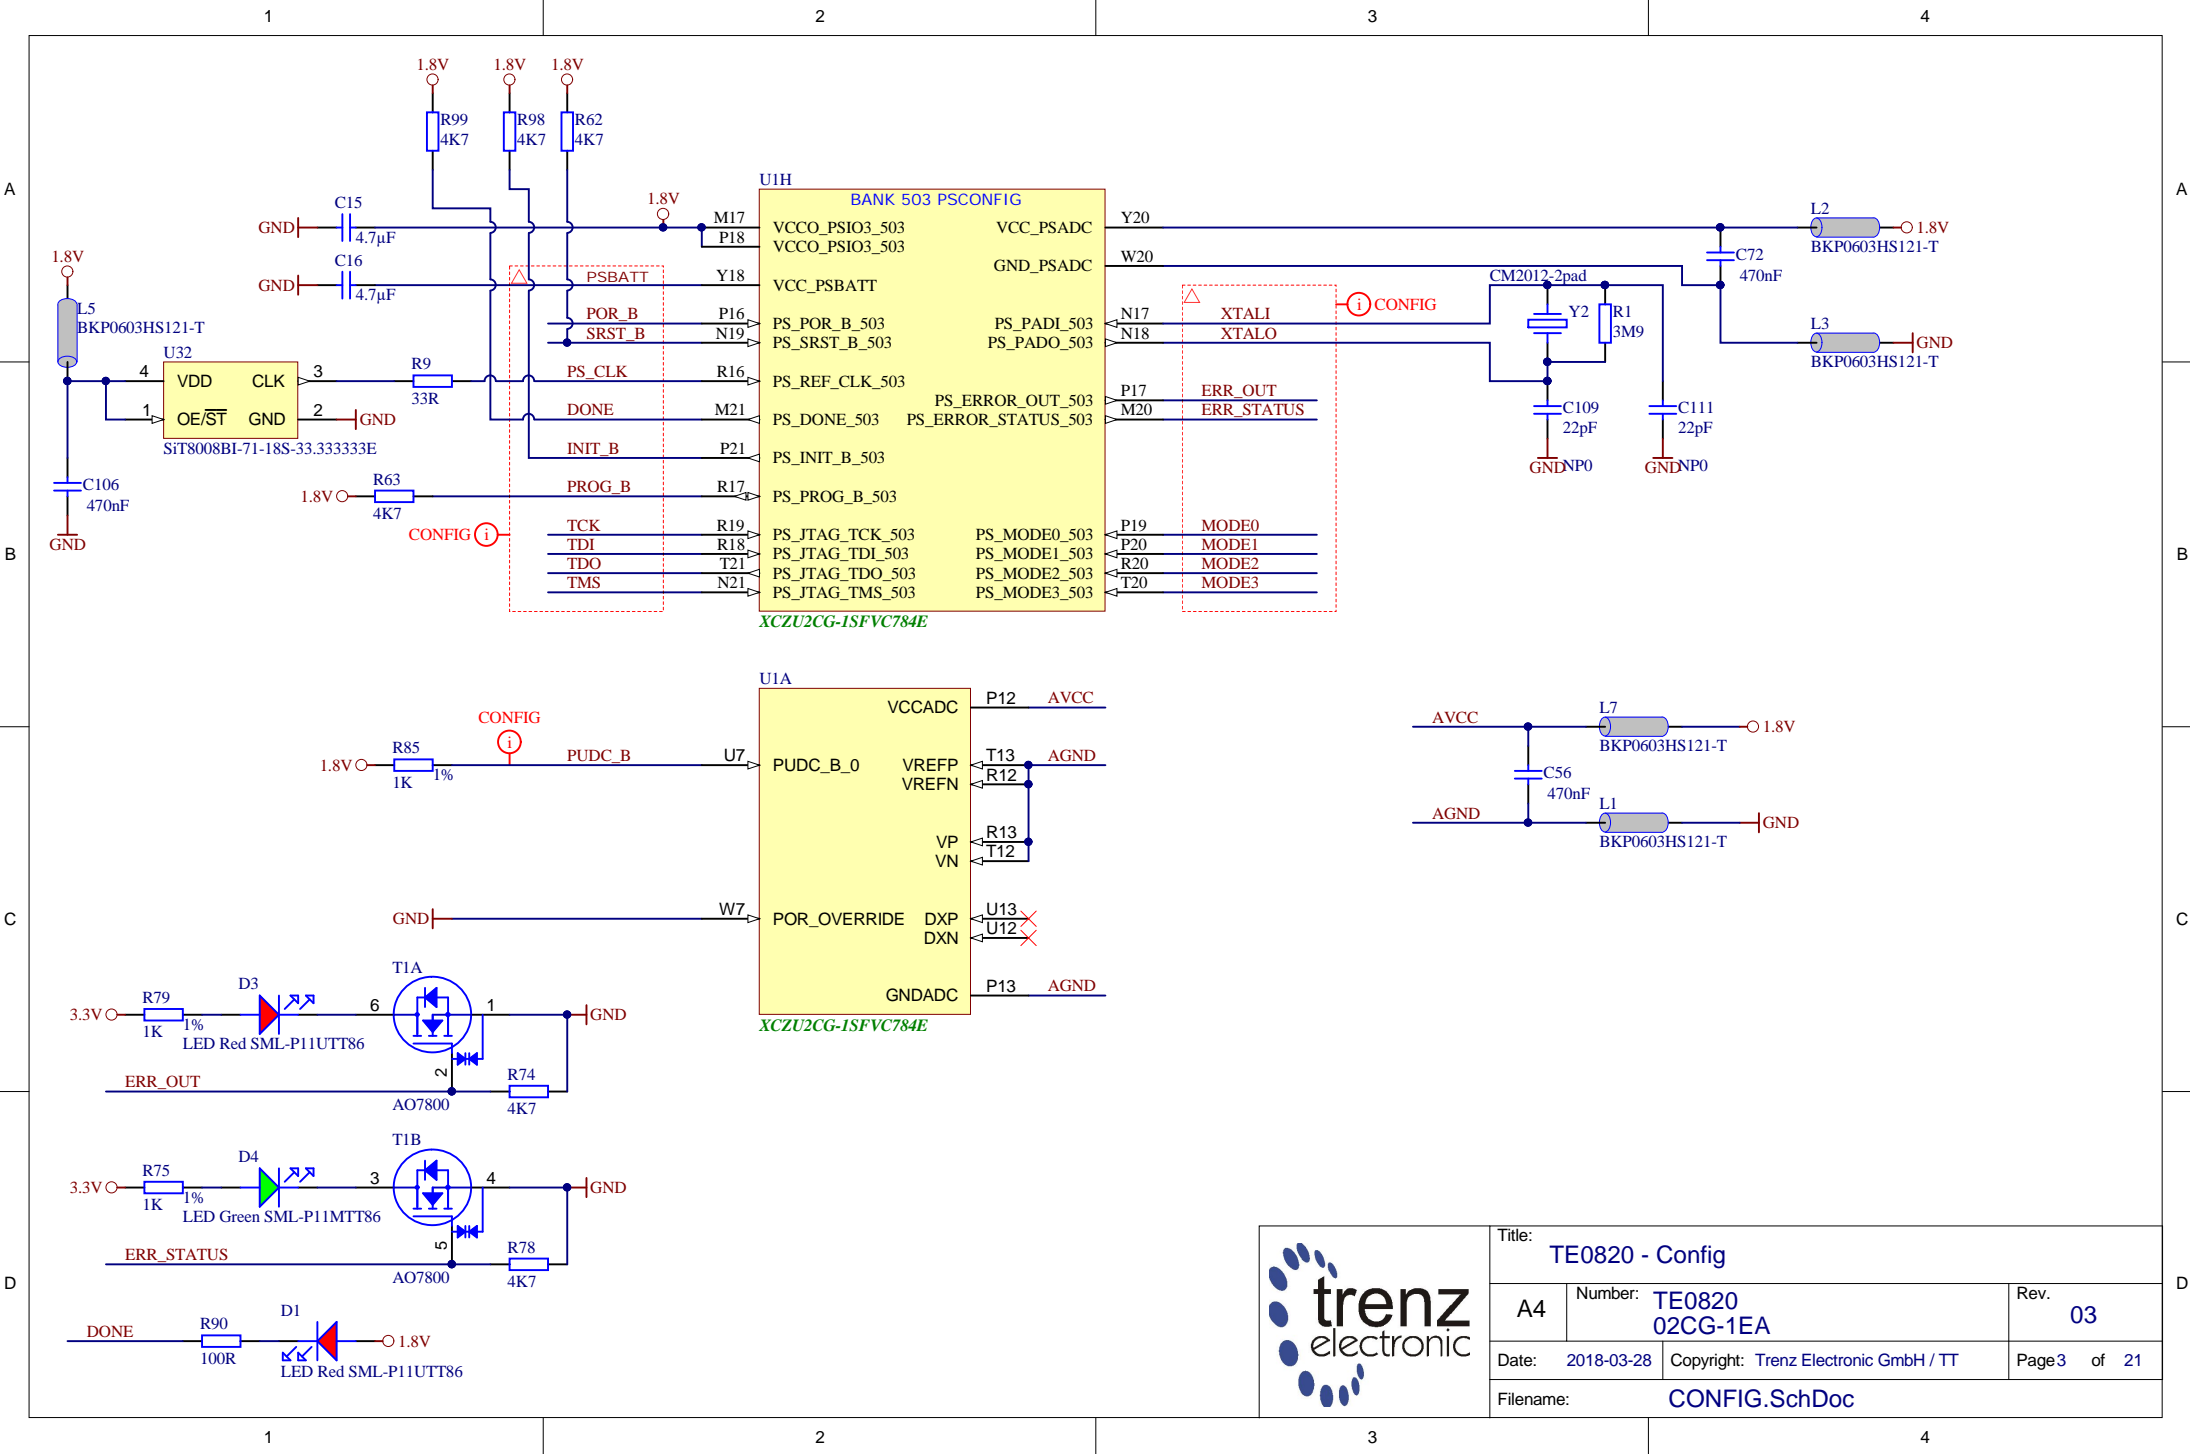 1 2 3 4
A A
B B
C C
D D
1.8V 1.8V 1.8V
R99 R98 R62
4K7 4K7 4K7
U1H
BANK 503 PSCONFIG
C15
GND
4.7µF
1.8V
M17 VCCO_PSIO3_503
P18 VCCO_PSIO3_503
C16
GND
4.7µF
PSBATT Y18 VCC_PSBATT
POR_B P16 PS_POR_B_503
SRST_B N19 PS_SRST_B_503
PS_CLK R16 PS_REF_CLK_503
DONE M21 PS_DONE_503
INIT_B P21 PS_INIT_B_503
PROG_B R17 PS_PROG_B_503
TCK R19 PS_JTAG_TCK_503
TDI R18 PS_JTAG_TDI_503
TDO T21 PS_JTAG_TDO_503
TMS N21 PS_JTAG_TMS_503
VCC_PSADC Y20
GND_PSADC W20
PS_PADI_503 N17 XTALI
PS_PADO_503 N18 XTALO
PS_ERROR_OUT_503 P17 ERR_OUT
PS_ERROR_STATUS_503 M20 ERR_STATUS
PS_MODE0_503 P19 MODE0
PS_MODE1_503 P20 MODE1
PS_MODE2_503 R20 MODE2
PS_MODE3_503 T20 MODE3
XCZU2CG-1SFVC784E
1.8V
L5
BKP0603HS121-T
U32
4 VDD CLK 3
1 OE/ST GND 2 GND
SiT8008BI-71-18S-33.333333E
R9
33R
C106
470nF
GND
1.8V
R63
4K7
CONFIG i
i CONFIG
CM2012-2pad
Y2
R1
3M9
C109
22pF
GND NP0
C111
22pF
GND NP0
L2
1.8V
BKP0603HS121-T
C72
470nF
L3
GND
BKP0603HS121-T
U1A
VCCADC P12 AVCC
VREFP T13 AGND
VREFN R12
VP R13
VN T12
DXP U13
DXN U12
GNDADC P13 AGND
CONFIG
i
1.8V
R85
1K
1%
PUDC_B U7 PUDC_B_0
GND W7 POR_OVERRIDE
XCZU2CG-1SFVC784E
AVCC
L7
1.8V
BKP0603HS121-T
C56
470nF
AGND
L1
GND
BKP0603HS121-T
T1A
3.3V
R79
1K
1%
D3
LED Red SML-P11UTT86
6 1
2
GND
ERR_OUT
AO7800
R74
4K7
T1B
3.3V
R75
1K
1%
D4
LED Green SML-P11MTT86
3 4
5
GND
ERR_STATUS
AO7800
R78
4K7
DONE
R90
100R
D1
1.8V
LED Red SML-P11UTT86
trenz
electronic
Title:
TE0820 - Config
A4
Number: TE0820
02CG-1EA
Rev.
03
Date: 2018-03-28 Copyright: Trenz Electronic GmbH / TT Page 3 of 21
Filename: CONFIG.SchDoc
1 2 3 4